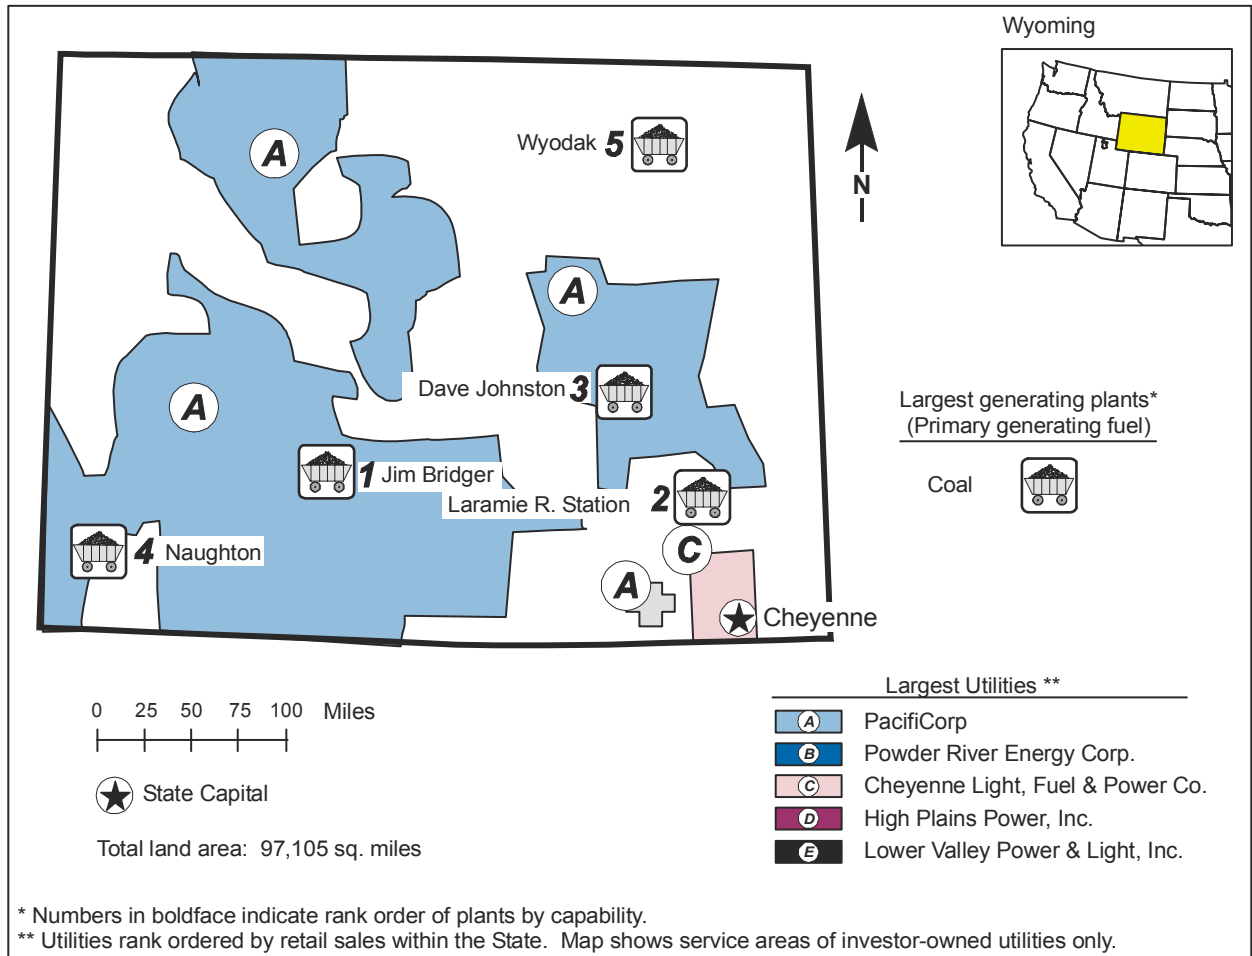 Wyoming
A
Wyodak 5
N
A
A
Dave Johnston 3
Largest generating plants*
(Primary generating fuel)
Coal
1 Jim Bridger
Laramie R. Station 2
4 Naughton
C
A
Cheyenne
0 25 50 75 100 Miles
State Capital
Total land area: 97,105 sq. miles
Largest Utilities **
A PacifiCorp
B Powder River Energy Corp.
C Cheyenne Light, Fuel & Power Co.
D High Plains Power, Inc.
E Lower Valley Power & Light, Inc.
* Numbers in boldface indicate rank order of plants by capability.
** Utilities rank ordered by retail sales within the State. Map shows service areas of investor-owned utilities only.